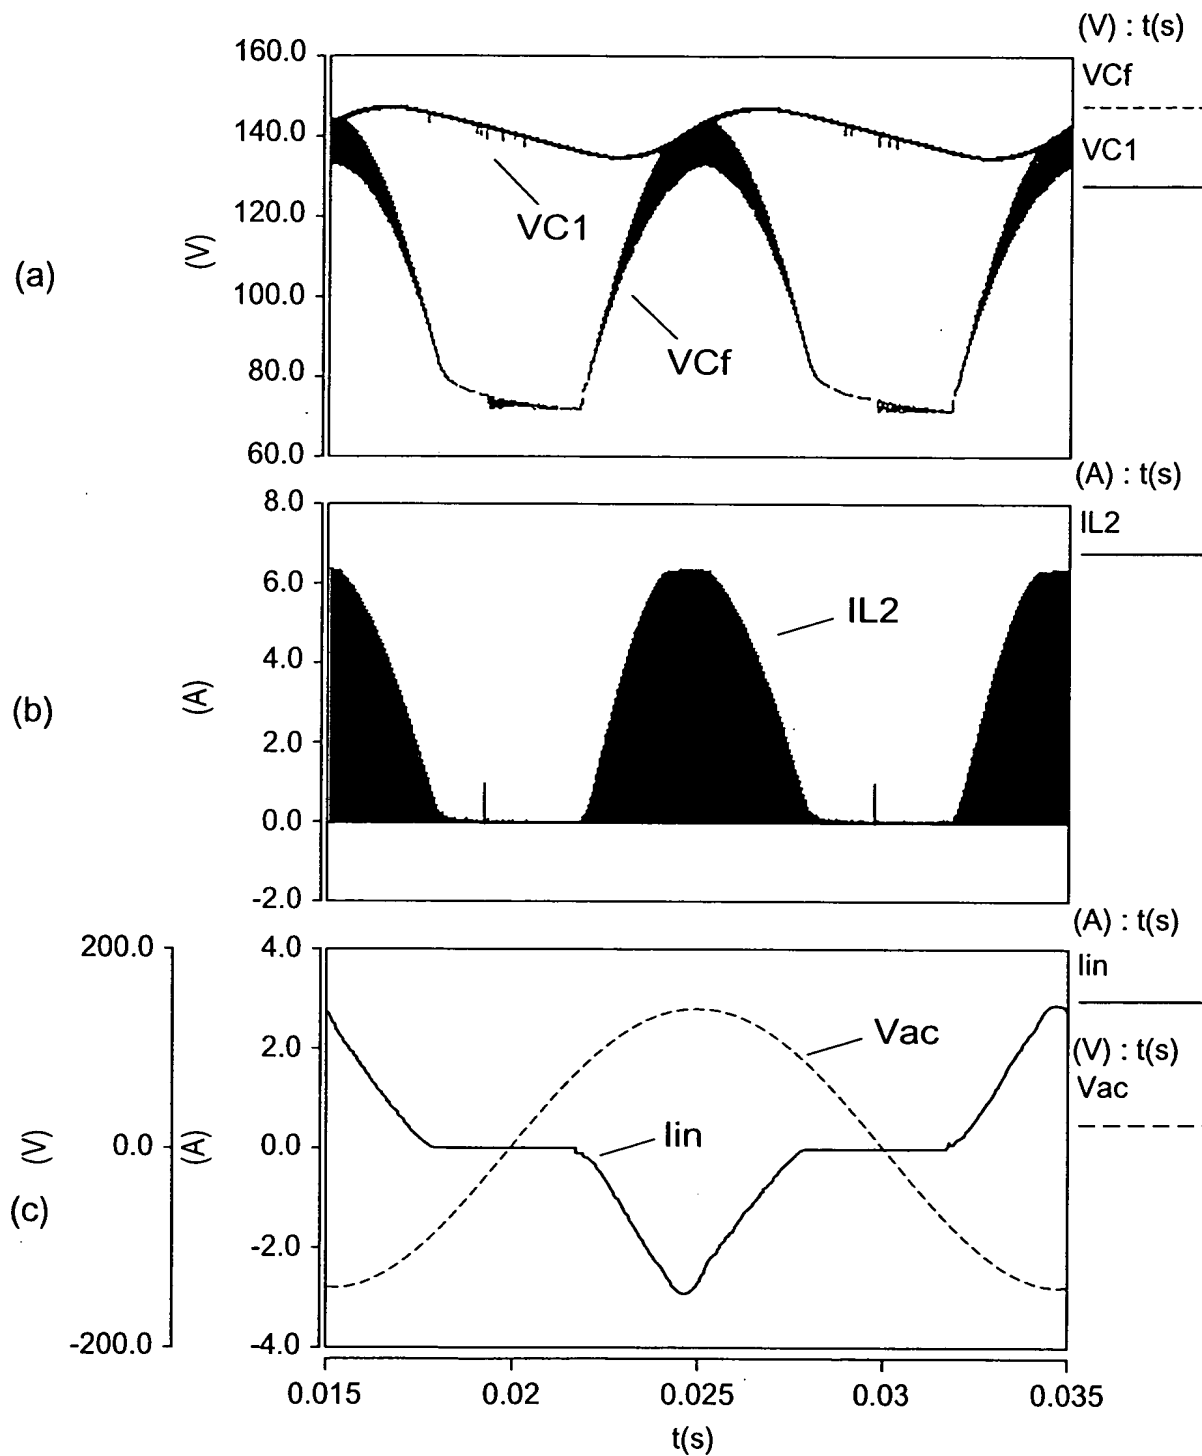 (V) : t(s)
VCf
VC1
(a)
(V)
160.0
140.0
120.0
100.0
80.0
60.0
VC1
VCf
(A) : t(s)
IL2
(b)
(A)
8.0
6.0
4.0
2.0
0.0
-2.0
IL2
(A) : t(s)
Iin
(V) : t(s)
Vac
(c)
(V)
200.0
0.0
-200.0
(A)
4.0
2.0
0.0
-2.0
-4.0
Vac
Iin
0.015
0.02
0.025
0.03
0.035
t(s)